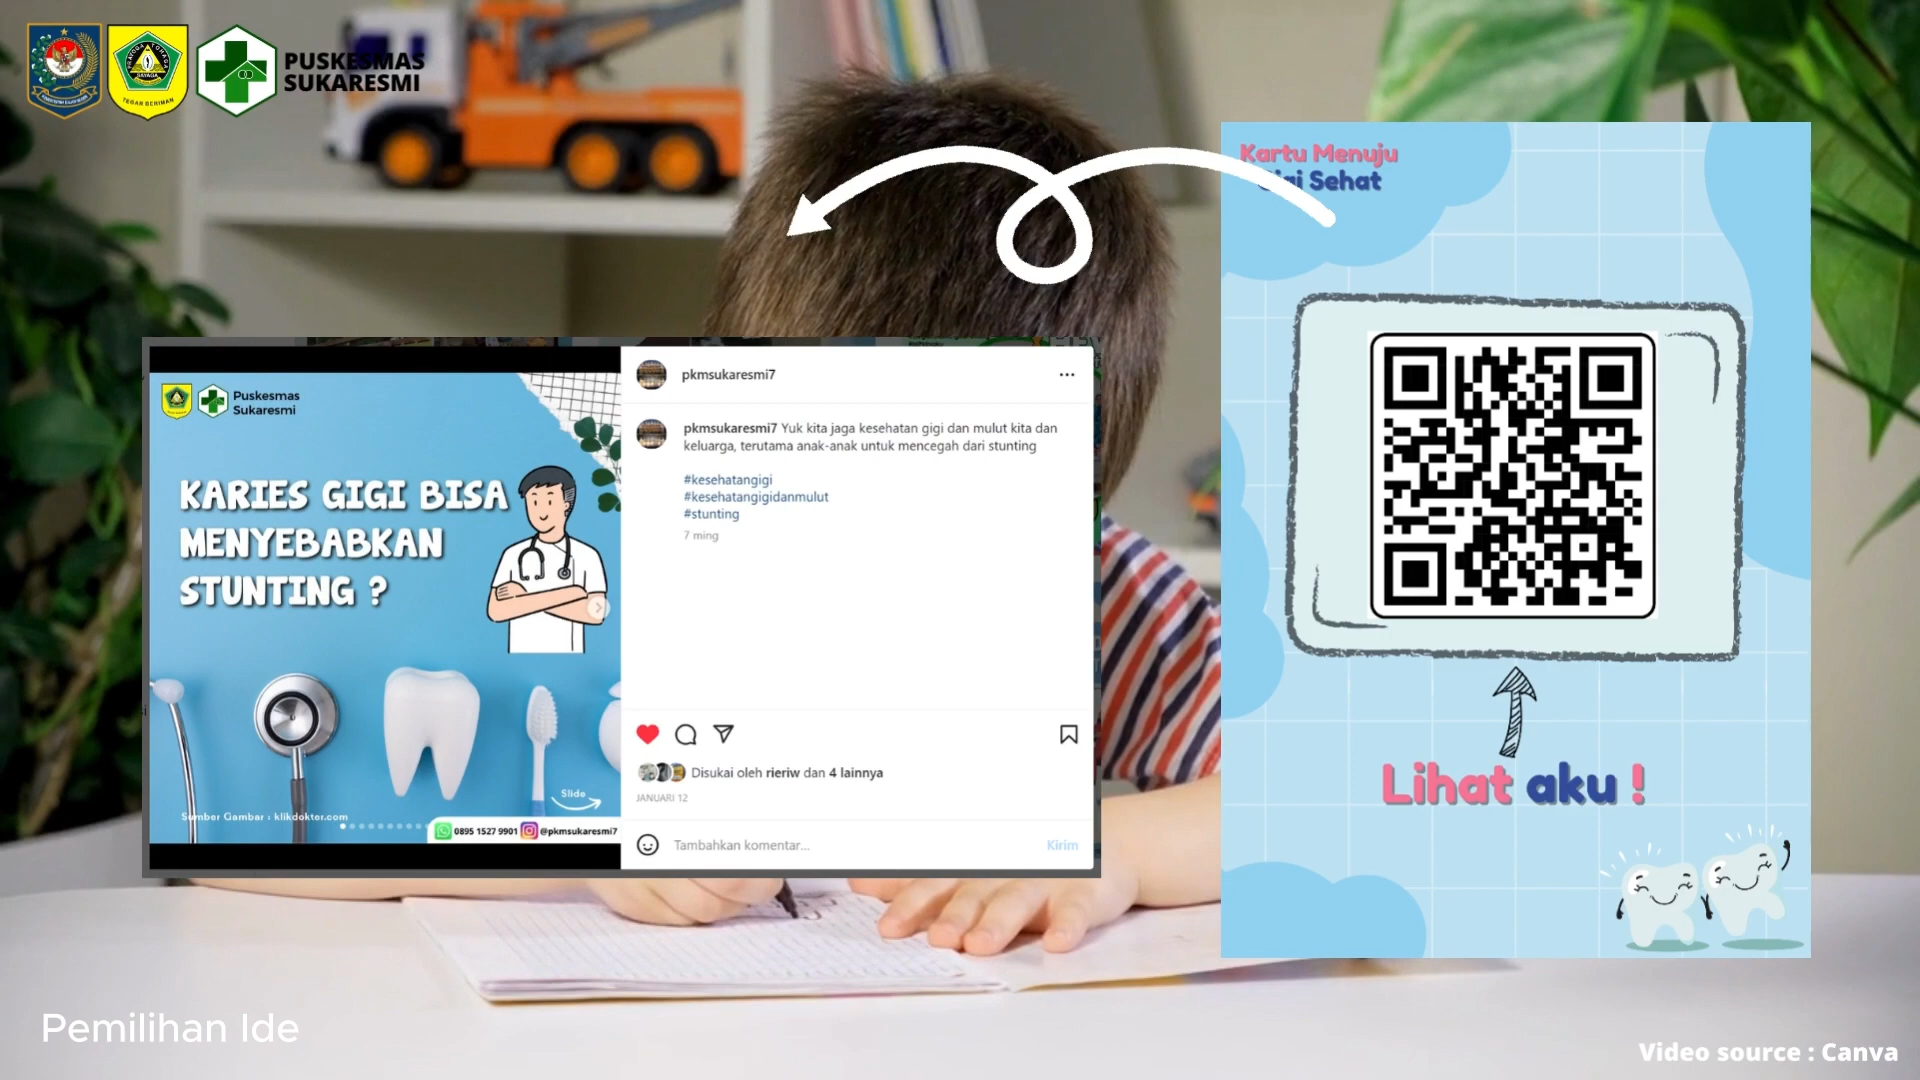 PUSKESMAS
SUKARESMI
TEGAR BERIMAN
Kartu Menuju
Gigi Sehat
Puskesmas
Sukaresmi
KARIES GIGI BISA
MENYEBABKAN
STUNTING ?
Slide
Sumber Gambar : klikdokter.com
0895 1527 9901 @pkmsukaresmi7
pkmsukaresmi7
pkmsukaresmi7 Yuk kita jaga kesehatan gigi dan mulut kita dan
keluarga, terutama anak-anak untuk mencegah dari stunting
#kesehatangigi
#kesehatangigidanmulut
#stunting
7 ming
Disukai oleh rieriw dan 4 lainnya
JANUARI 12
Tambahkan komentar...
Kirim
Lihat aku !
Pemilihan Ide
Video source : Canva